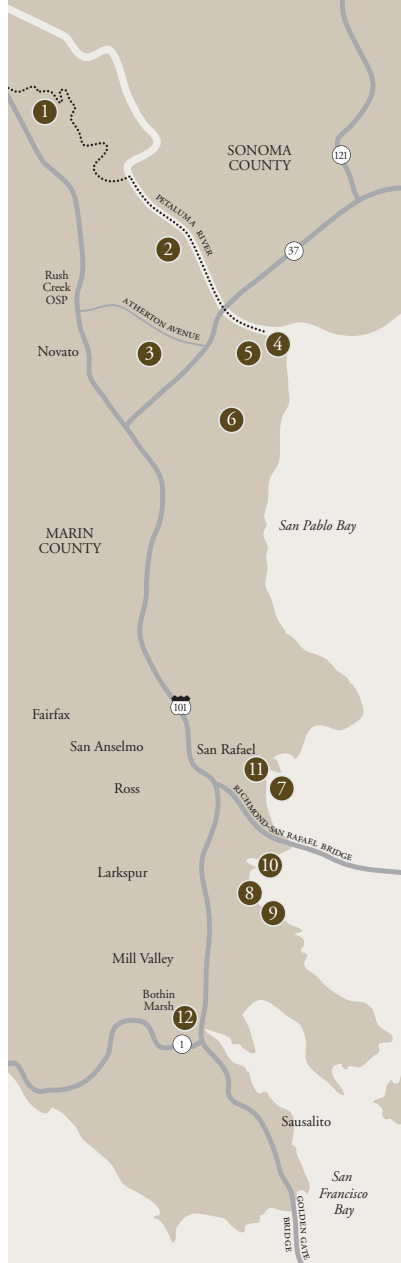 1
SONOMA
COUNTY
121
PETALUMA RIVER
2
37
Rush
Creek
OSP
ATHERTON AVENUE
4
Novato
3
5
6
San Pablo Bay
MARIN
COUNTY
101
Fairfax
San Anselmo
San Rafael
11
7
Ross
RICHMOND–SAN RAFAEL BRIDGE
10
Larkspur
8
9
Mill Valley
Bothin
Marsh
12
1
Sausalito
San
Francisco
Bay
GOLDEN GATE
BRIDGE